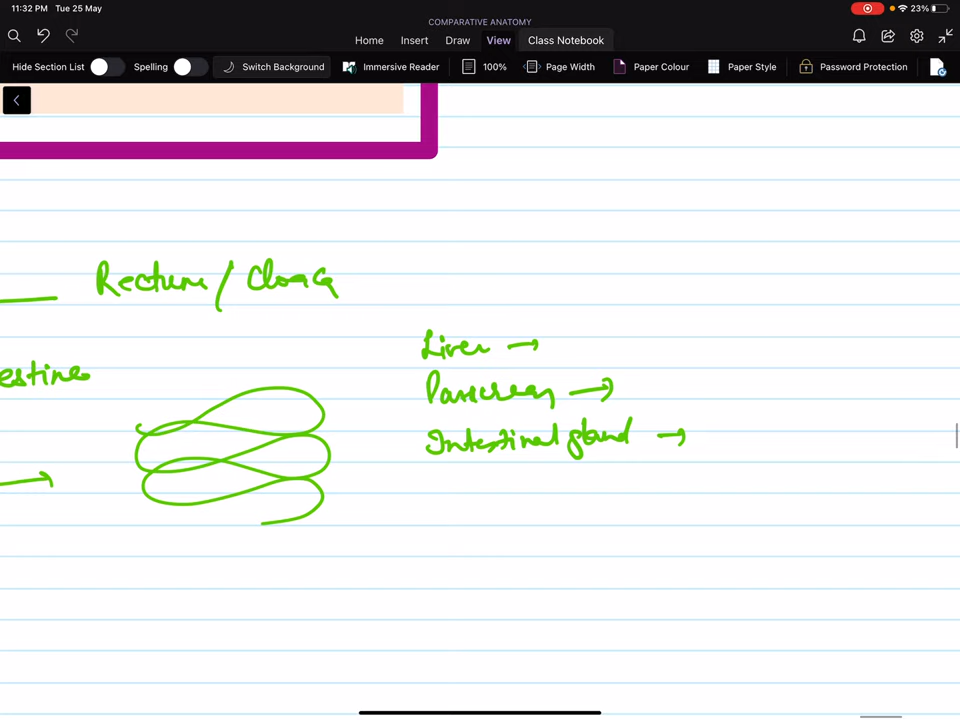 11:32 PM Tue 25 May
23%
COMPARATIVE ANATOMY
Home Insert Draw View Class Notebook
Hide Section List Spelling Switch Background Immersive Reader 100% Page Width Paper Colour Paper Style Password Protection
Rectum / Cloaca
Liver →
estine
Pancreas →
Intestinal gland →